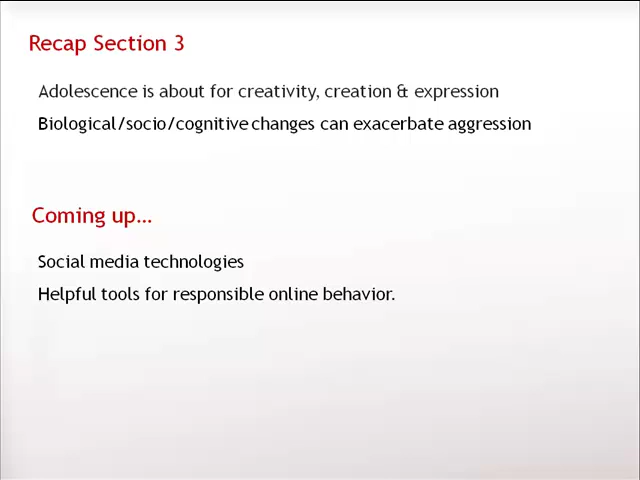 Recap Section 3
Adolescence is about for creativity, creation & expression
Biological/socio/cognitive changes can exacerbate aggression
Coming up...
Social media technologies
Helpful tools for responsible online behavior.